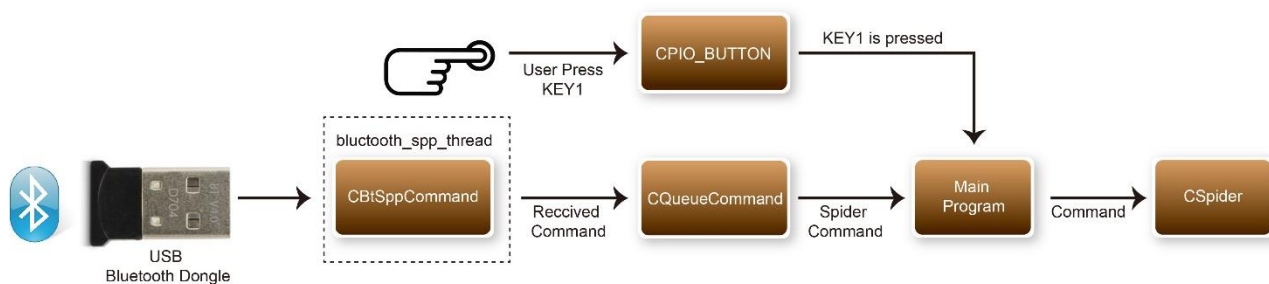 CPIO_BUTTON
KEY1 is pressed
User Press
KEY1
bluctooth_spp_thread
CBtSppCommand
Reccived
Command
CQueueCommand
Spider
Command
Main
Program
Command
CSpider
USB
Bluetooth Dongle